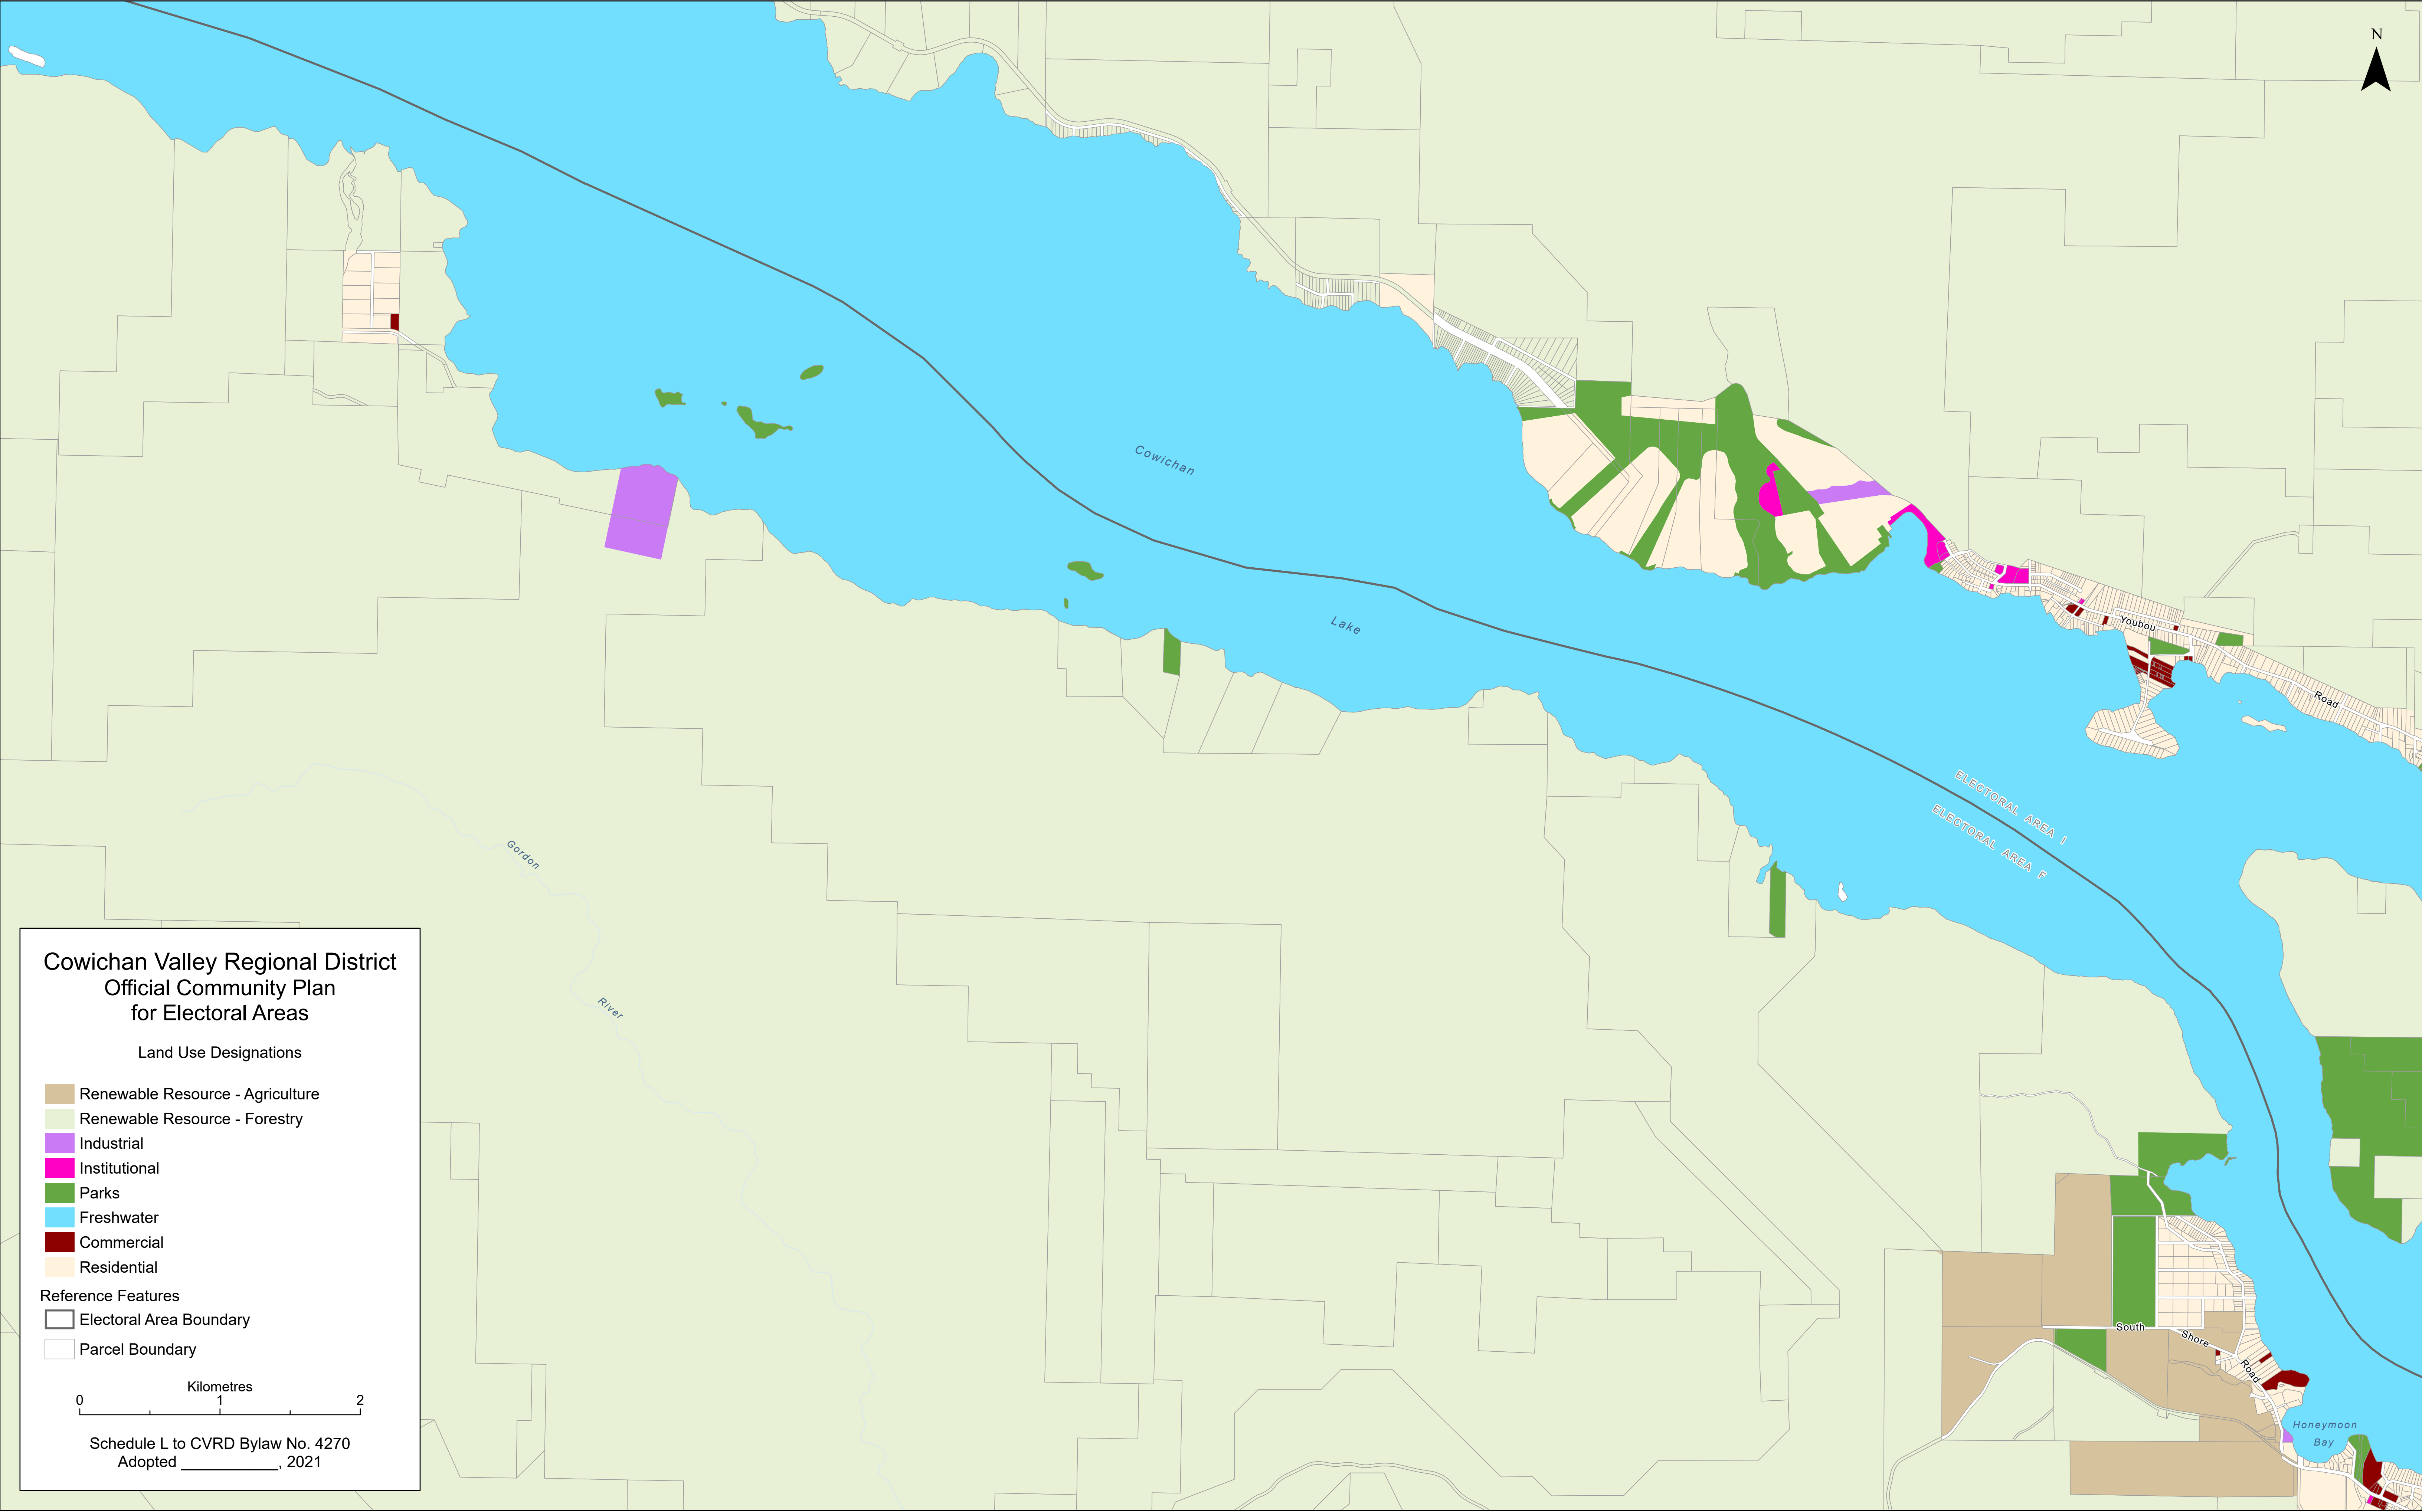 N
Cowichan
Lake
Youbou
Road
ELECTORAL AREA I
ELECTORAL AREA F
Gordon
River
South
Shore
Road
Honeymoon
Bay
Cowichan Valley Regional District
Official Community Plan
for Electoral Areas
Land Use Designations
Renewable Resource - Agriculture
Renewable Resource - Forestry
Industrial
Institutional
Parks
Freshwater
Commercial
Residential
Reference Features
Electoral Area Boundary
Parcel Boundary
Kilometres
0 1 2
Schedule L to CVRD Bylaw No. 4270
Adopted ___________, 2021